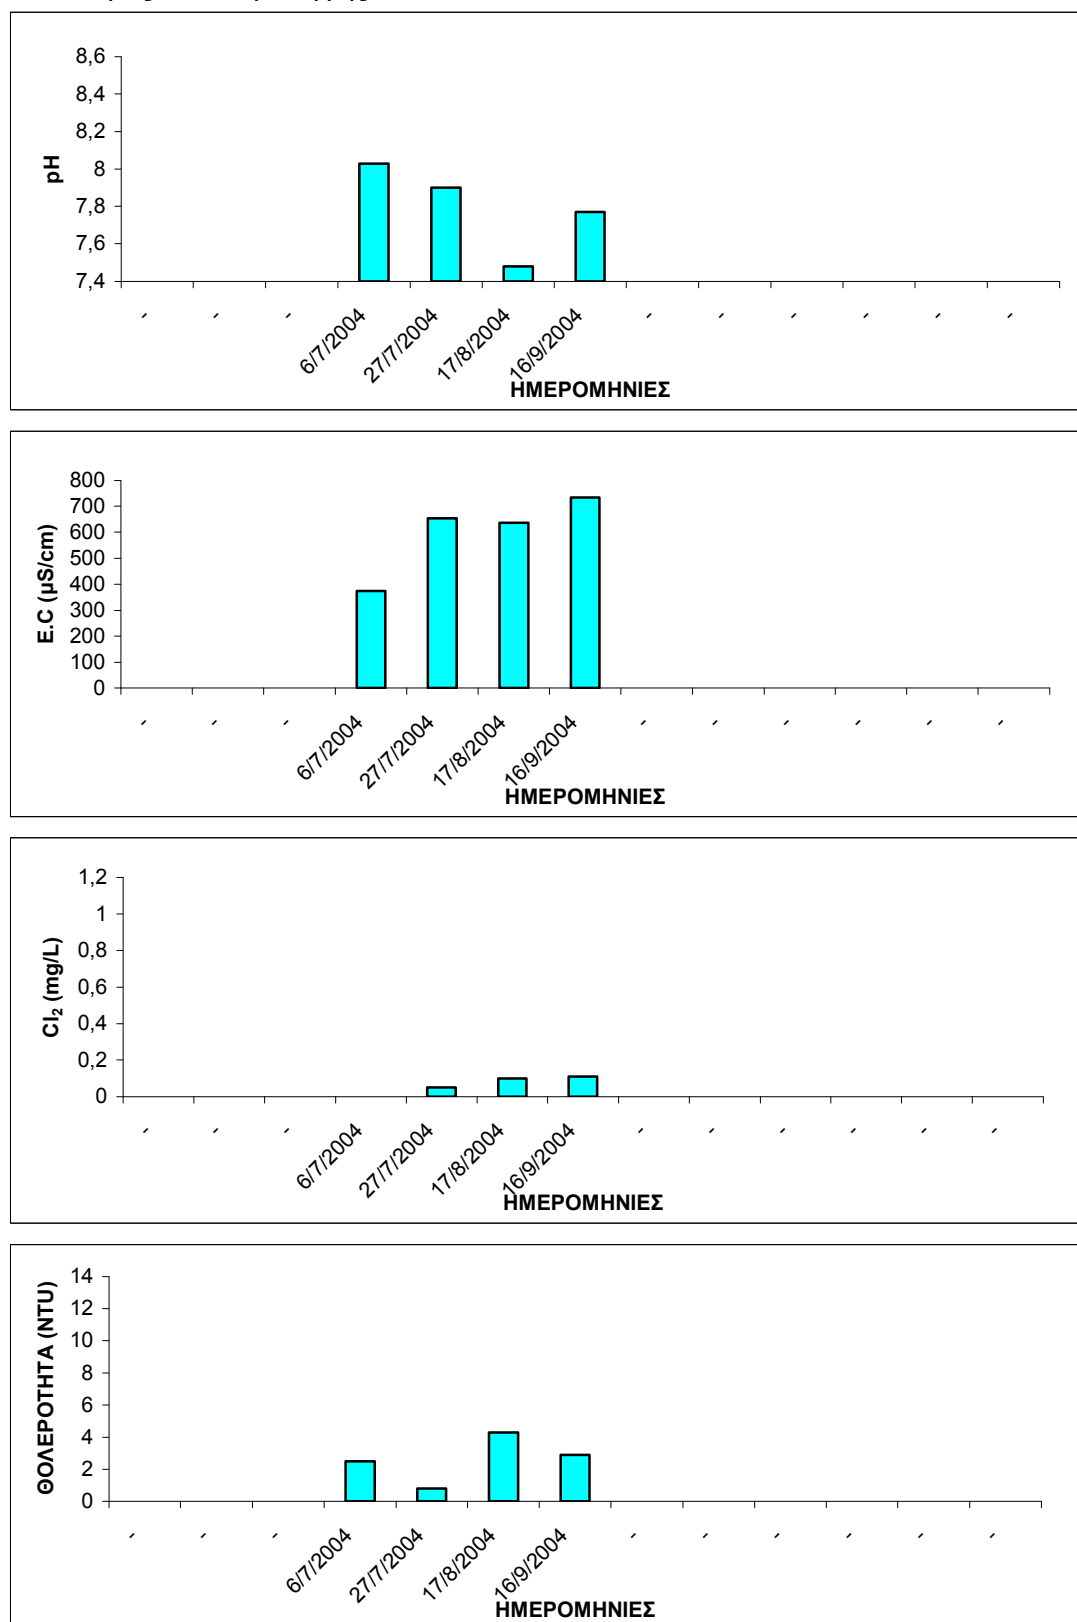 8,6
8,4
8,2
8
7,8
7,6
7,4
pH
- - - 6/7/2004 27/7/2004 17/8/2004 16/9/2004 - - - - - -
ΗΜΕΡΟΜΗΝΙΕΣ
800
700
600
500
400
300
200
100
0
E.C (µS/cm)
- - - 6/7/2004 27/7/2004 17/8/2004 16/9/2004 - - - - - -
ΗΜΕΡΟΜΗΝΙΕΣ
1,2
1
0,8
0,6
0,4
0,2
0
Cl₂ (mg/L)
- - - 6/7/2004 27/7/2004 17/8/2004 16/9/2004 - - - - - -
ΗΜΕΡΟΜΗΝΙΕΣ
14
12
10
8
6
4
2
0
ΘΟΛΕΡΟΤΗΤΑ (NTU)
- - - 6/7/2004 27/7/2004 17/8/2004 16/9/2004 - - - - - -
ΗΜΕΡΟΜΗΝΙΕΣ